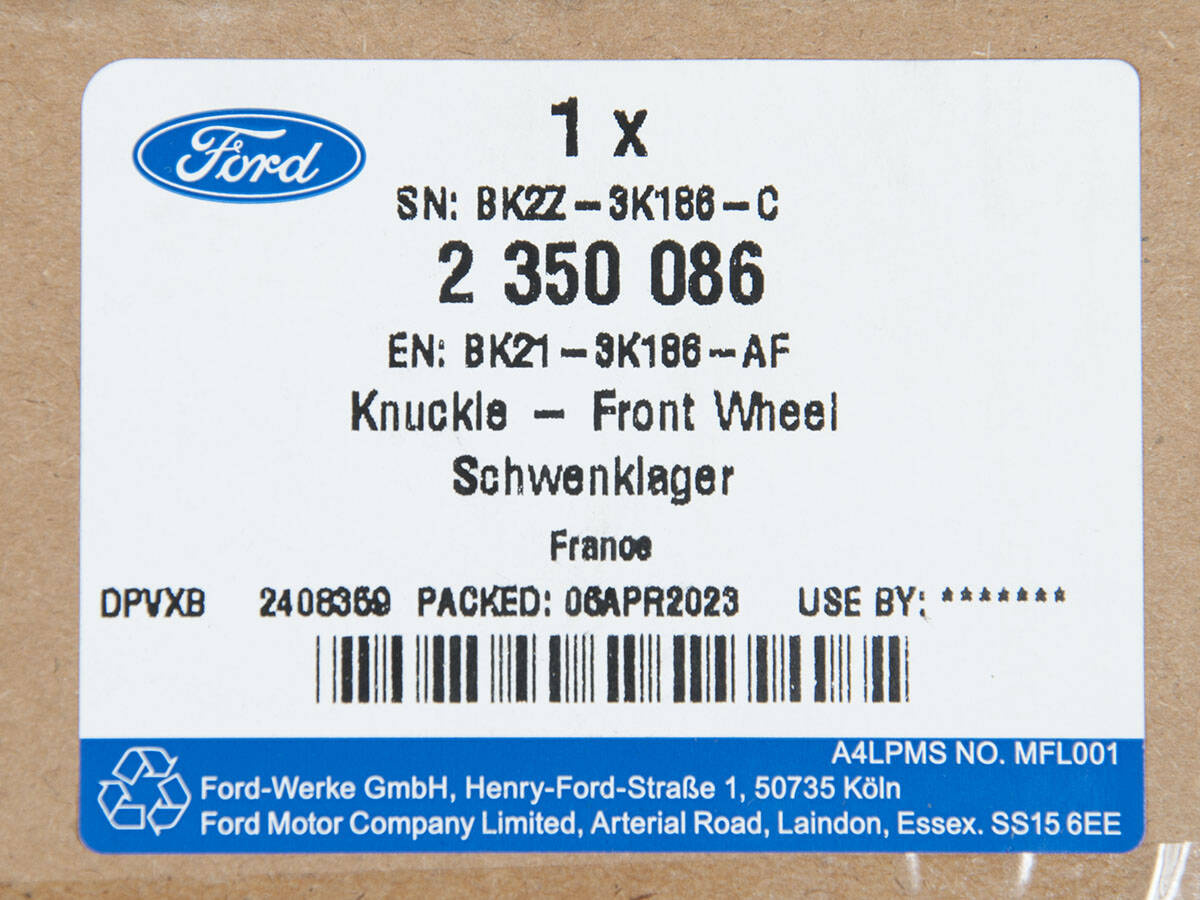 Ford
1 x
SN: BK2Z-3K186-C
2 350 086
EN: BK21-3K186-AF
Knuckle - Front Wheel
Schwenklager
France
DPVXB 2408359 PACKED: 06APR2023 USE BY: *******
A4LPMS NO. MFL001
Ford-Werke GmbH, Henry-Ford-Straße 1, 50735 Köln
Ford Motor Company Limited, Arterial Road, Laindon, Essex. SS15 6EE